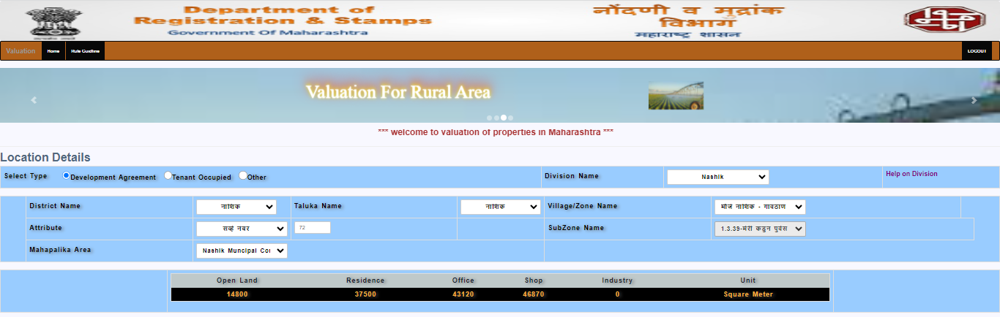 Department of
Registration & Stamps
Government Of Maharashtra
नोंदणी व मुद्रांक
विभाग
महाराष्ट्र शासन
Valuation Home Rule Guidline LOGOUT
Valuation For Rural Area
*** welcome to valuation of properties in Maharashtra ***
Location Details
Select Type Development Agreement Tenant Occupied Other Division Name Nashik Help on Division
District Name नाशिक Taluka Name नाशिक Village/Zone Name मौजे नाशिक - गावठाण
Attribute सर्व्हे नंबर 72 SubZone Name 1.3.39-मेरी कडुन पुर्वेस
Mahapalika Area Nashik Muncipal Cor
Open Land Residence Office Shop Industry Unit
14800 37500 43120 46870 0 Square Meter